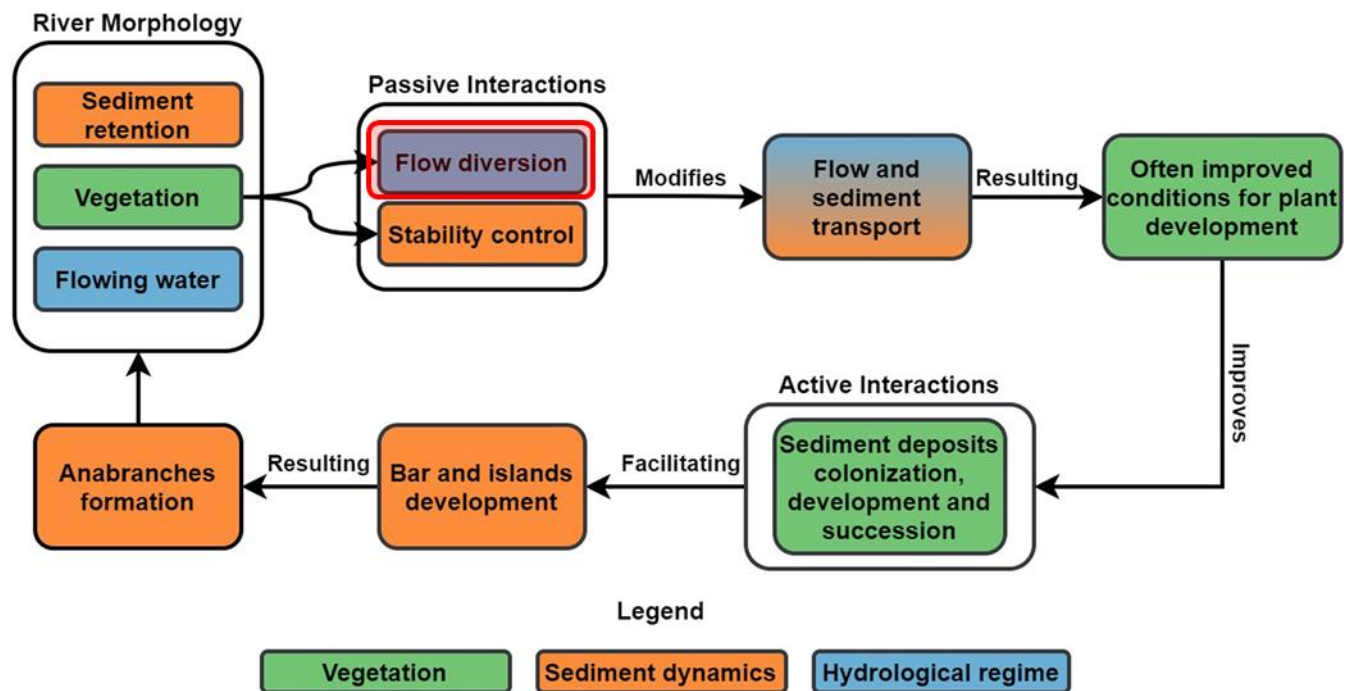 River Morphology
Sediment
retention
Vegetation
Flowing water
Passive Interactions
Flow diversion
Stability control
Modifies
Flow and
sediment
transport
Resulting
Often improved
conditions for plant
development
Improves
Active Interactions
Sediment deposits
colonization,
development and
succession
Facilitating
Bar and islands
development
Resulting
Anabranches
formation
Legend
Vegetation
Sediment dynamics
Hydrological regime